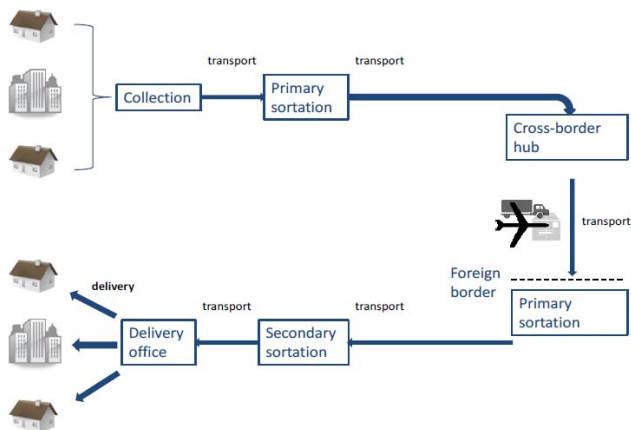 transport
transport
Collection
Primary
sortation
Cross-border
hub
transport
Foreign
border
Primary
sortation
transport
Secondary
sortation
transport
Delivery
office
delivery